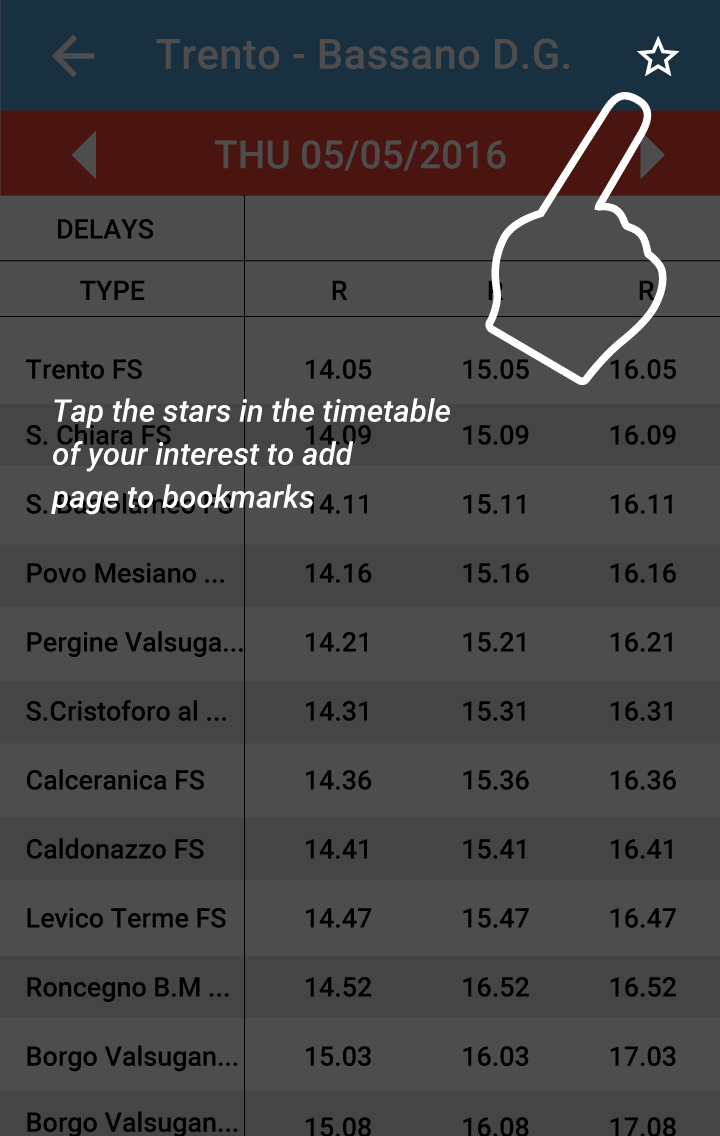 Trento - Bassano D.G.
THU 05/05/2016
DELAYS
TYPE R R R
Trento FS 14.05 15.05 16.05
Tap the stars in the timetable
S. Chiara FS 14.09 15.09 16.09
of your interest to add
page to bookmarks
S. Bartolameo FS 14.11 15.11 16.11
Povo Mesiano ... 14.16 15.16 16.16
Pergine Valsuga... 14.21 15.21 16.21
S.Cristoforo al ... 14.31 15.31 16.31
Calceranica FS 14.36 15.36 16.36
Caldonazzo FS 14.41 15.41 16.41
Levico Terme FS 14.47 15.47 16.47
Roncegno B.M ... 14.52 16.52 16.52
Borgo Valsugan... 15.03 16.03 17.03
Borgo Valsugan... 15.08 16.08 17.08